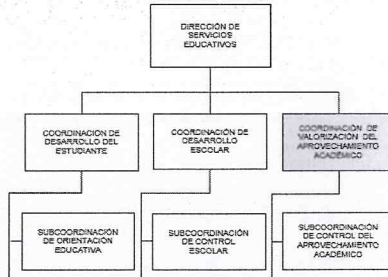 DIRECCIÓN DE
SERVICIOS
EDUCATIVOS
COORDINACIÓN DE
DESARROLLO DEL
ESTUDIANTE
COORDINACIÓN DE
DESARROLLO
ESCOLAR
COORDINACIÓN DE
VALORIZACIÓN DEL
APROVECHAMIENTO
ACADÉMICO
SUBCOORDINACIÓN
DE ORIENTACIÓN
EDUCATIVA
SUBCOORDINACIÓN
DE CONTROL
ESCOLAR
SUBCOORDINACIÓN
DE CONTROL DEL
APROVECHAMIENTO
ACADÉMICO